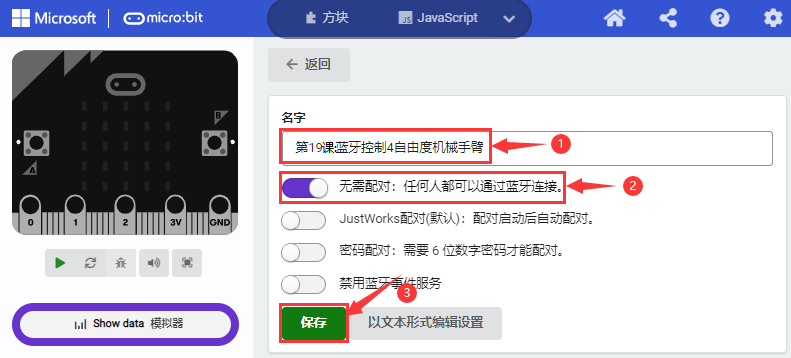 Microsoft micro:bit 方块 JavaScript
返回
名字
第19课:蓝牙控制4自由度机械手臂
1
无需配对：任何人都可以通过蓝牙连接。
2
JustWorks配对(默认)：配对启动后自动配对。
密码配对：需要 6 位数字密码才能配对。
禁用蓝牙事件服务
3
保存 以文本形式编辑设置
B
A
0 1 2 3V GND
Show data 模拟器